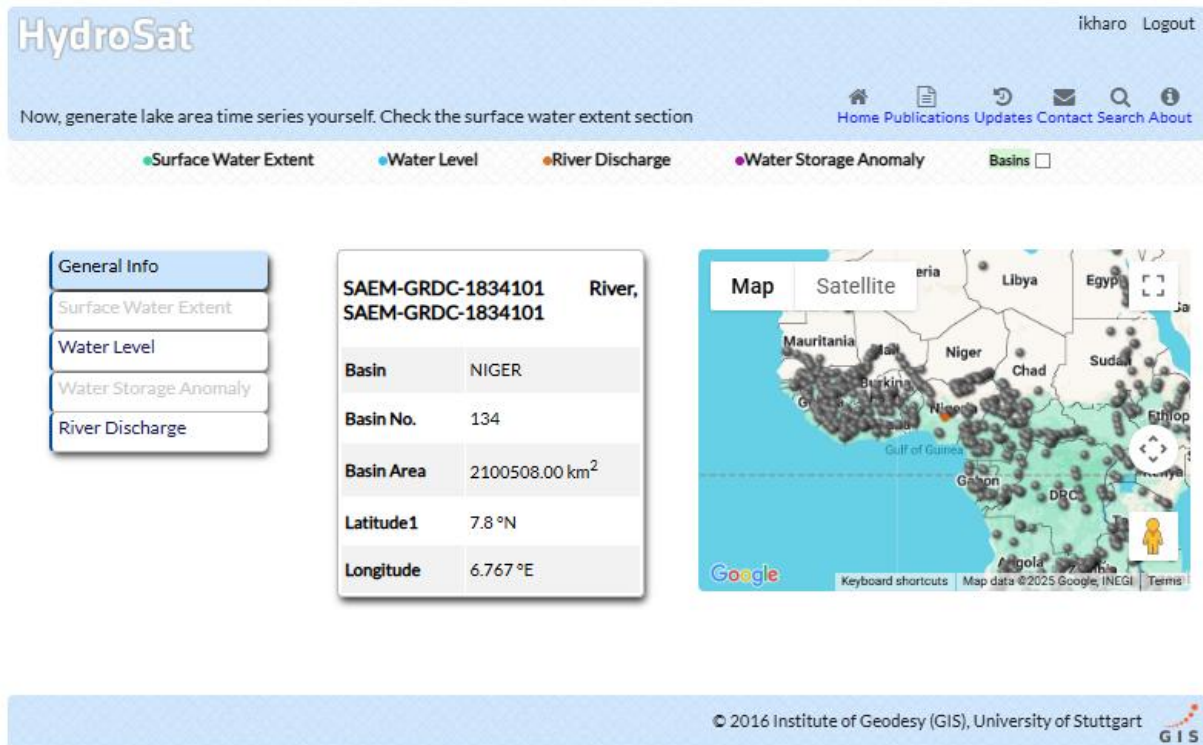 HydroSat
ikharo Logout
Now, generate lake area time series yourself. Check the surface water extent section
Home Publications Updates Contact Search About
Surface Water Extent Water Level River Discharge Water Storage Anomaly Basins
General Info
Surface Water Extent
Water Level
Water Storage Anomaly
River Discharge
SAEM-GRDC-1834101 River,
SAEM-GRDC-1834101
Basin NIGER
Basin No. 134
Basin Area 2100508.00 km²
Latitude1 7.8 °N
Longitude 6.767 °E
Map Satellite
eria
Libya
Egyp
Mauritania
Niger
Chad
Suda
Burkina
Ethiop
Gulf of Guinea
Gabon
DRC
Angola
Google
Keyboard shortcuts Map data ©2025 Google, INEGI Terms
© 2016 Institute of Geodesy (GIS), University of Stuttgart
GIS